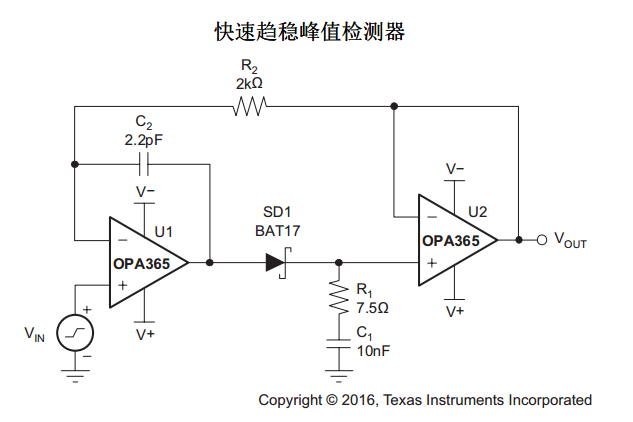 快速趋稳峰值检测器
R2
2kΩ
C2
2.2pF
V−
U1
OPA365
−
+
V+
VIN
+
−
SD1
BAT17
R1
7.5Ω
C1
10nF
V−
U2
OPA365
−
+
V+
VOUT
Copyright © 2016, Texas Instruments Incorporated